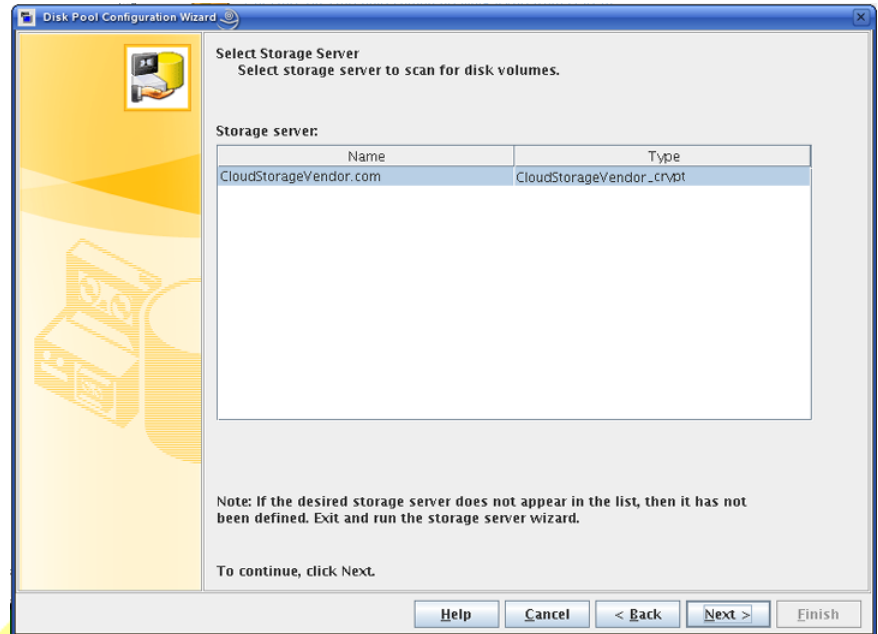 Disk Pool Configuration Wizard
Select Storage Server
Select storage server to scan for disk volumes.
Storage server:
Name Type
CloudStorageVendor.com CloudStorageVendor_crypt
Note: If the desired storage server does not appear in the list, then it has not
been defined. Exit and run the storage server wizard.
To continue, click Next.
Help Cancel < Back Next > Finish